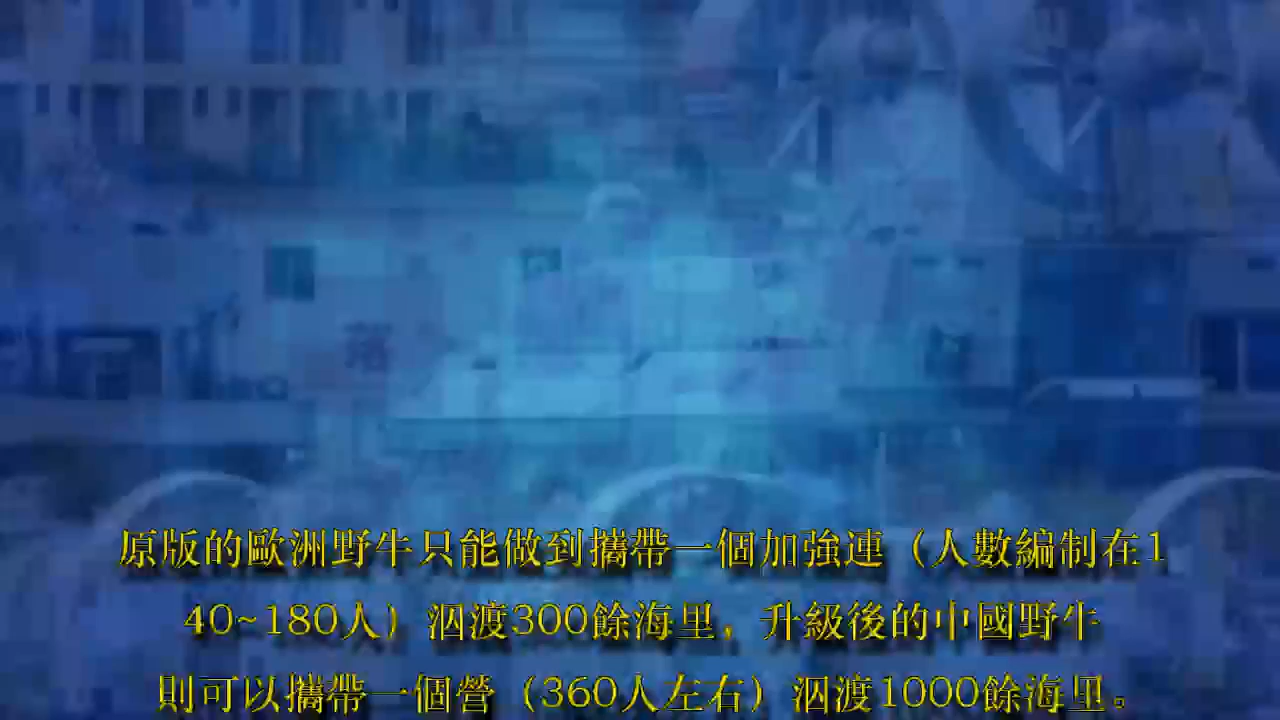 原版的歐洲野牛只能做到攜帶一個加強連（人數編制在1
40~180人）泅渡300餘海里，升級後的中國野牛
則可以攜帶一個營（360人左右）泅渡1000餘海里。